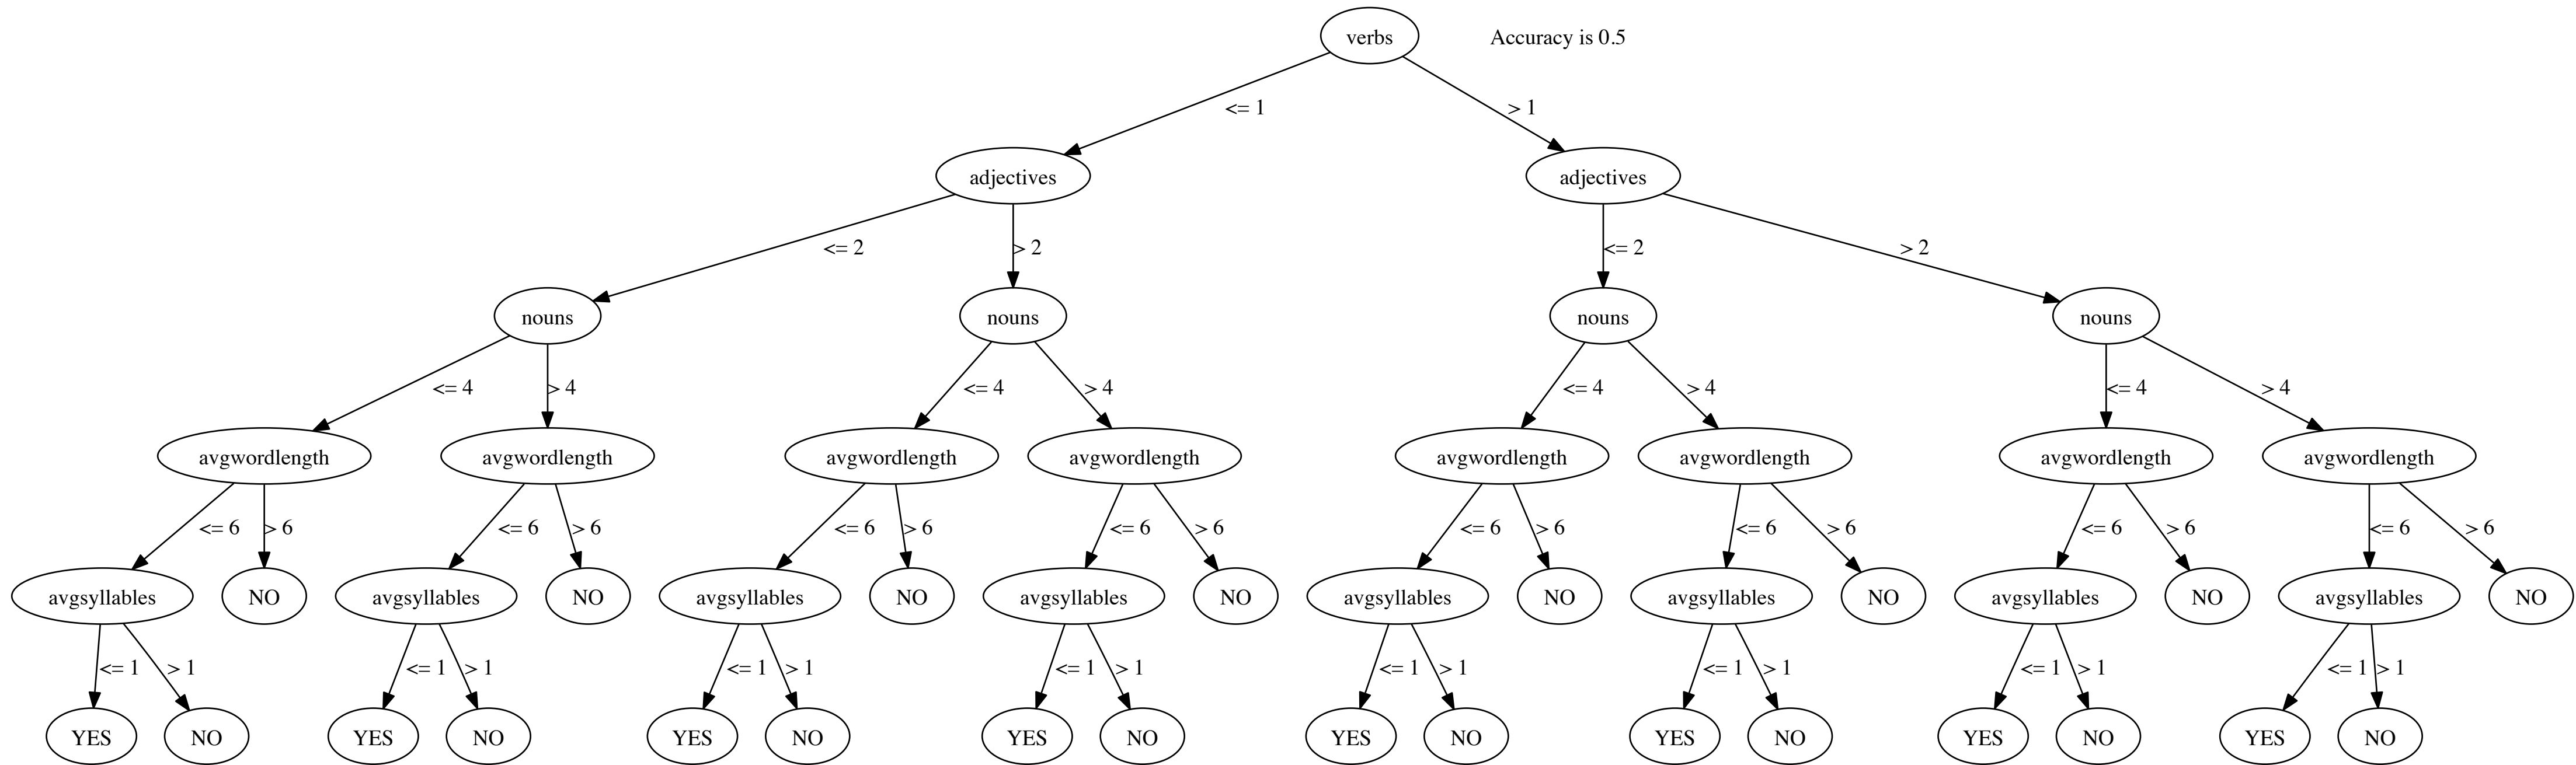 verbs
Accuracy is 0.5
<= 1
> 1
adjectives
adjectives
<= 2
> 2
<= 2
> 2
nouns
nouns
nouns
nouns
<= 4
> 4
<= 4
> 4
<= 4
> 4
<= 4
> 4
avgwordlength
avgwordlength
avgwordlength
avgwordlength
avgwordlength
avgwordlength
avgwordlength
avgwordlength
<= 6
> 6
<= 6
> 6
<= 6
> 6
<= 6
> 6
<= 6
> 6
<= 6
> 6
<= 6
> 6
<= 6
> 6
avgsyllables
NO
avgsyllables
NO
avgsyllables
NO
avgsyllables
NO
avgsyllables
NO
avgsyllables
NO
avgsyllables
NO
avgsyllables
NO
<= 1
> 1
<= 1
> 1
<= 1
> 1
<= 1
> 1
<= 1
> 1
<= 1
> 1
<= 1
> 1
<= 1
> 1
YES
NO
YES
NO
YES
NO
YES
NO
YES
NO
YES
NO
YES
NO
YES
NO